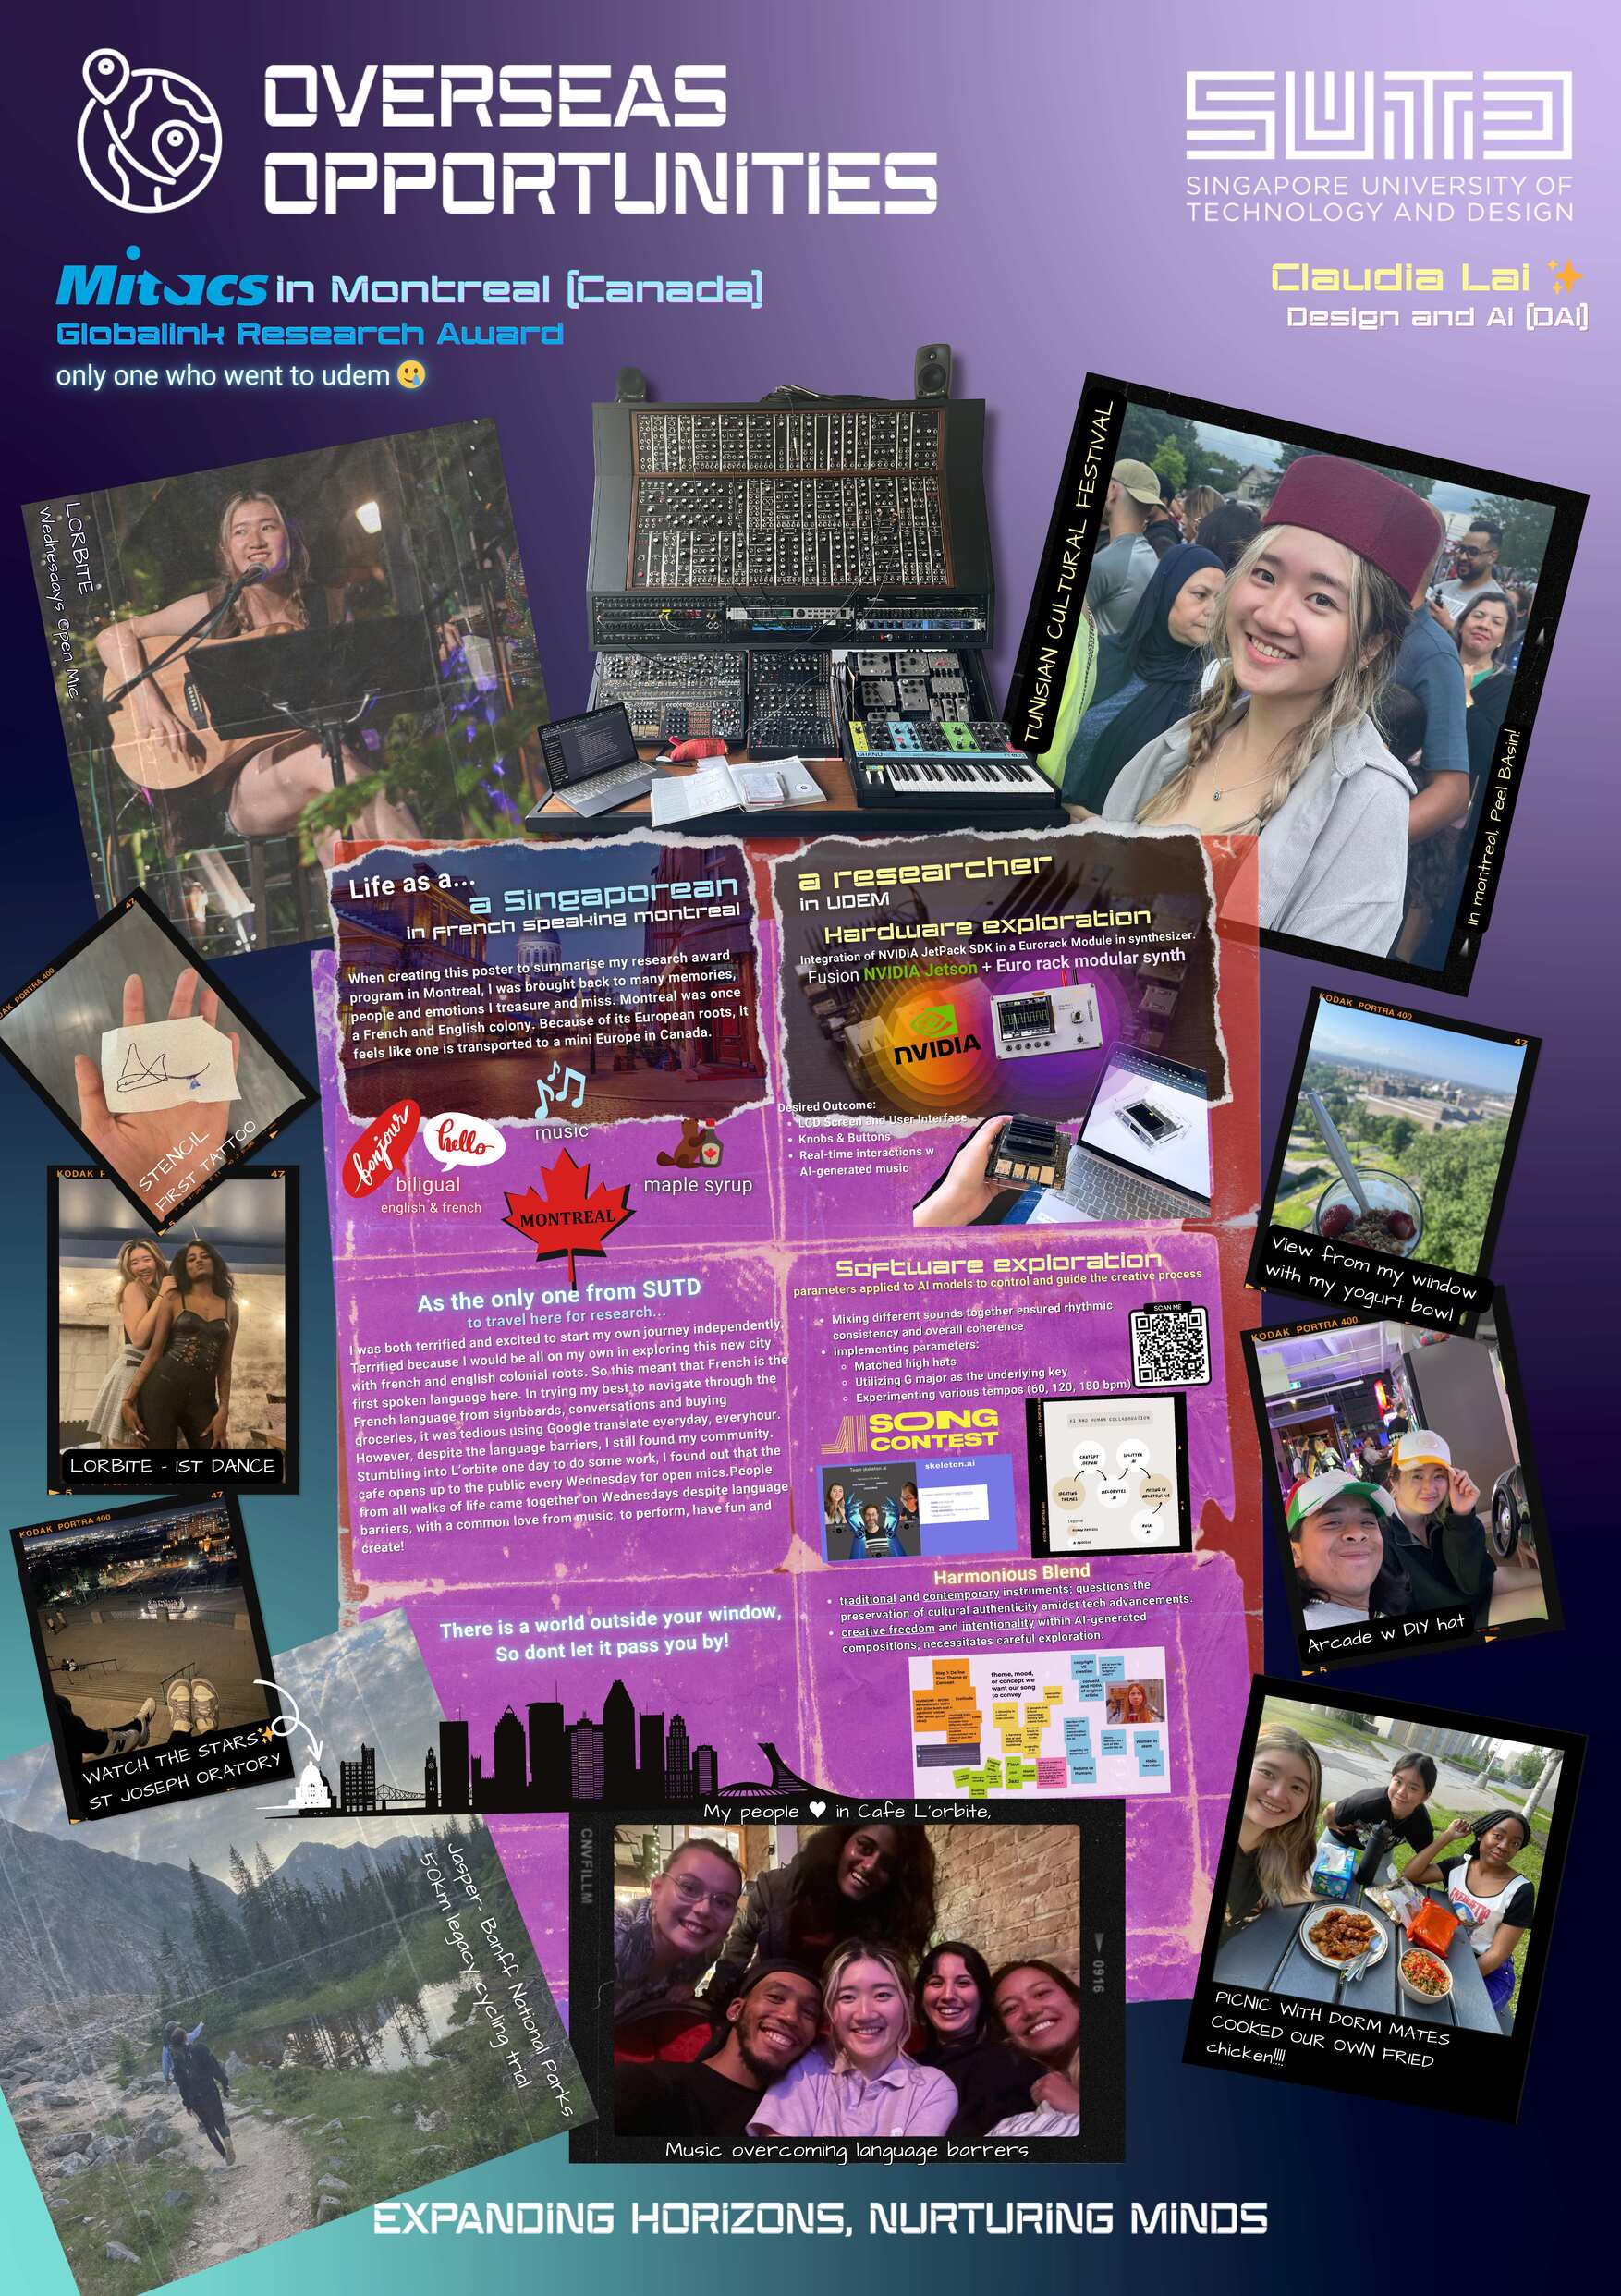 OVERSEAS
OPPORTUNITIES
SUTD
SINGAPORE UNIVERSITY OF
TECHNOLOGY AND DESIGN
Mitacs in Montreal (Canada)
Globalink Research Award
only one who went to udem
Claudia Lai
Design and Ai (DAi)
LORBITE
Wednesdays Open Mic
TUNISIAN CULTURAL FESTIVAL
In montreal, Peel BAsin!
Life as a...
a Singaporean
in French speaking montreal
When creating this poster to summarise my research award
program in Montreal, I was brought back to many memories,
people and emotions I treasure and miss. Montreal was once
a French and English colony. Because of its European roots, it
feels like one is transported to a mini Europe in Canada.
bonjour
hello
biligual
english & french
music
MONTREAL
maple syrup
a researcher
in UDEM
Hardware exploration
Integration of NVIDIA JetPack SDK in a Eurorack Module in synthesizer.
Fusion NVIDIA Jetson + Euro rack modular synth
NVIDIA
Desired Outcome:
LCD Screen and User Interface
Knobs & Buttons
Real-time interactions w
AI-generated music
KODAK PORTRA 400
47
STENCIL
FIRST TATTOO
KODAK
47
LORBITE - 1ST DANCE
5
KODAK PORTRA 400
47
View from my window
with my yogurt bowl
As the only one from SUTD
to travel here for research...
I was both terrified and excited to start my own journey independently.
Terrified because I would be all on my own in exploring this new city
with french and english colonial roots. So this meant that French is the
first spoken language here. In trying my best to navigate through the
French language from signboards, conversations and buying
groceries, it was tedious using Google translate everyday, everyhour.
However, despite the language barriers, I still found my community.
Stumbling into L'orbite one day to do some work, I found out that the
cafe opens up to the public every Wednesday for open mics.People
from all walks of life came together on Wednesdays despite language
barriers, with a common love from music, to perform, have fun and
create!
Software exploration
parameters applied to AI models to control and guide the creative process
Mixing different sounds together ensured rhythmic
consistency and overall coherence
Implementing parameters:
Matched high hats
Utilizing G major as the underlying key
Experimenting various tempos (60, 120, 180 bpm)
SCAN ME
AI SONG
CONTEST
Team skeleton.ai
skeleton.ai
AI AND HUMAN COLLABORATION
KODAK PORTRA 400
Arcade w DIY hat
5
KODAK PORTRA 400
47
WATCH THE STARS
ST JOSEPH ORATORY
There is a world outside your window,
So dont let it pass you by!
Harmonious Blend
traditional and contemporary instruments; questions the
preservation of cultural authenticity amidst tech advancements.
creative freedom and intentionality within AI-generated
compositions; necessitates careful exploration.
theme, mood,
or concept we
want our song
to convey
Jasper- Banff National Parks
50km legacy cycling trial
My people ♥ in Cafe L'orbite,
CNVFILLM
0916
Music overcoming language barrers
PICNIC WITH DORM MATES
COOKED OUR OWN FRIED
chicken!!!!
EXPANDING HORIZONS, NURTURING MINDS